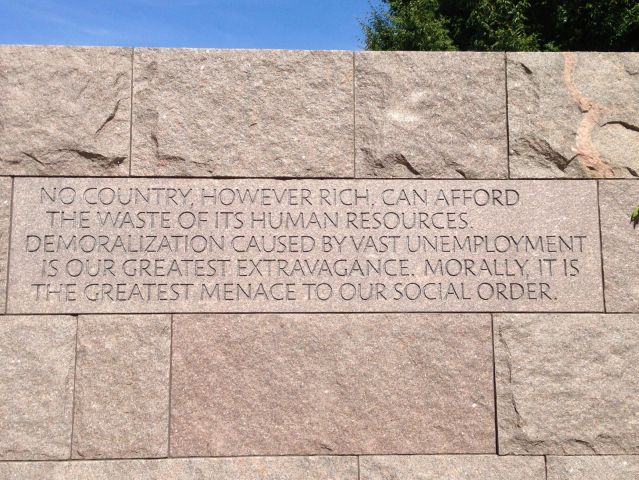 NO COUNTRY, HOWEVER RICH, CAN AFFORD
THE WASTE OF ITS HUMAN RESOURCES.
DEMORALIZATION CAUSED BY VAST UNEMPLOYMENT
IS OUR GREATEST EXTRAVAGANCE. MORALLY, IT IS
THE GREATEST MENACE TO OUR SOCIAL ORDER.